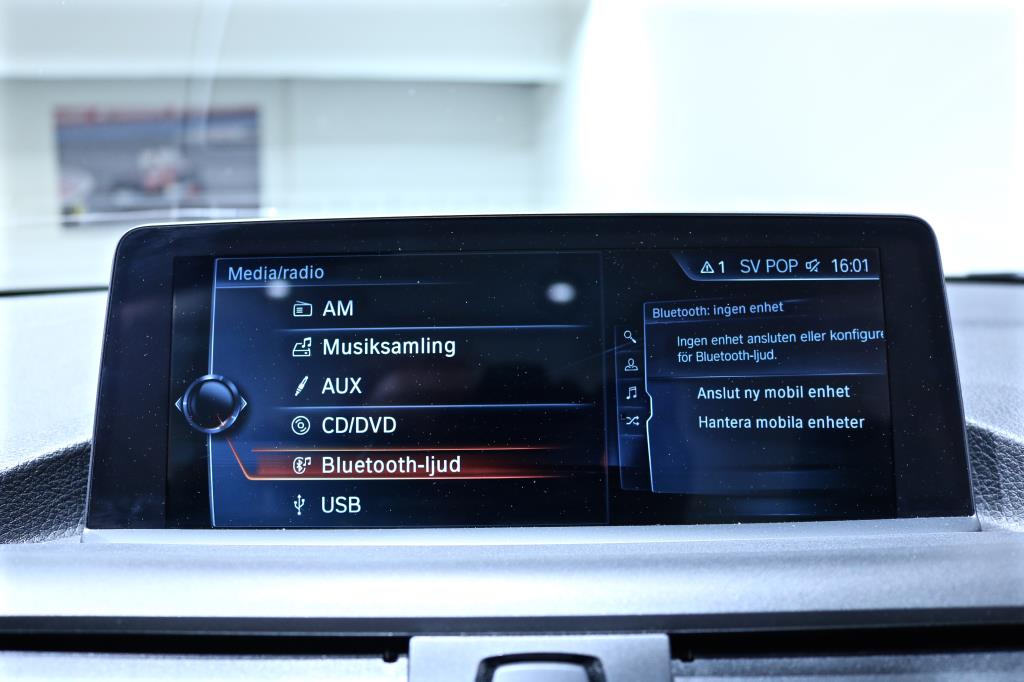 Media/radio
1 SV POP 16:01
AM
Musiksamling
AUX
CD/DVD
Bluetooth-ljud
USB
Bluetooth: ingen enhet
Ingen enhet ansluten eller konfigure
för Bluetooth-ljud.
Anslut ny mobil enhet
Hantera mobila enheter